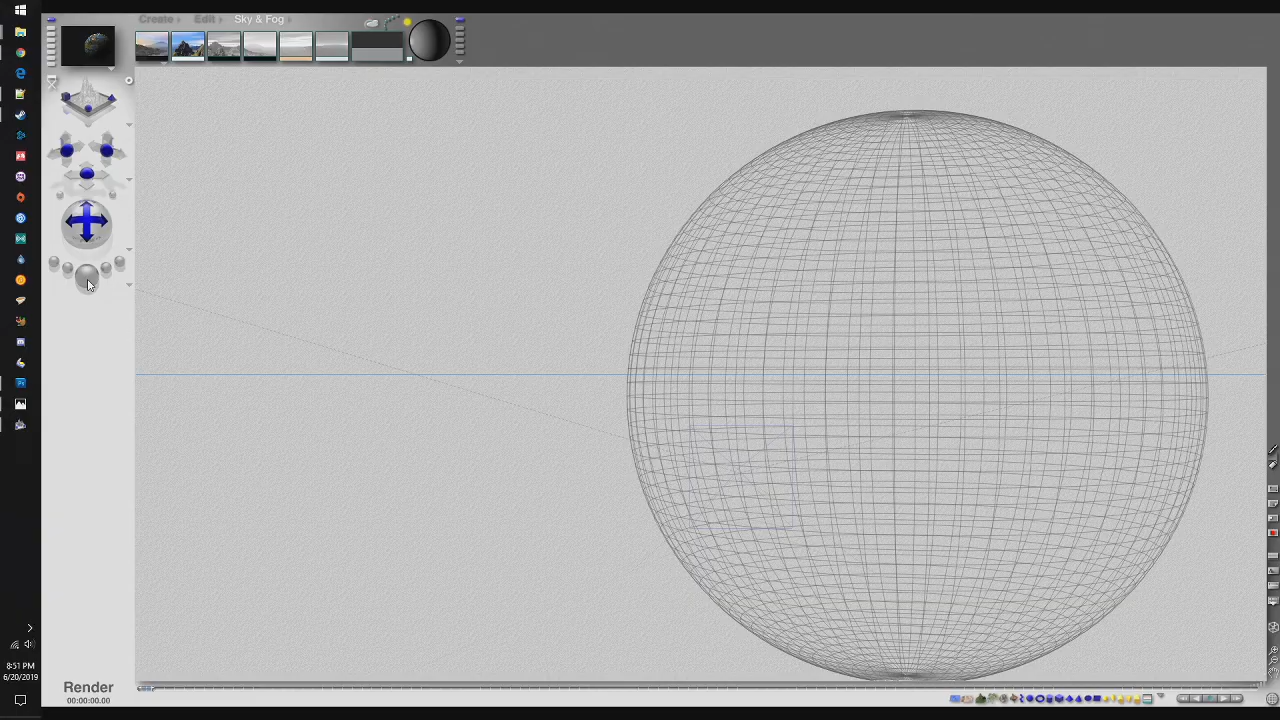 Create
Edit
Sky & Fog
8:51 PM
6/20/2019
Render
00:00:00.00